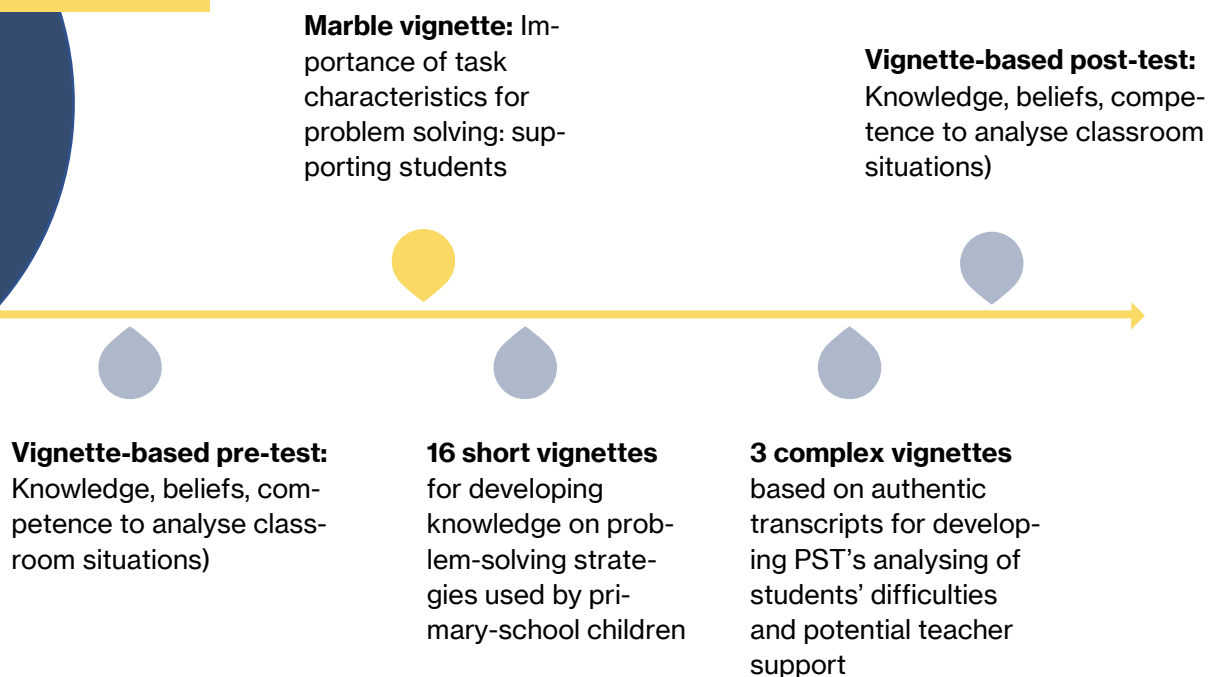 Marble vignette: Im-
portance of task
characteristics for
problem solving: sup-
porting students
Vignette-based post-test:
Knowledge, beliefs, compe-
tence to analyse classroom
situations)
Vignette-based pre-test:
Knowledge, beliefs, com-
petence to analyse class-
room situations)
16 short vignettes
for developing
knowledge on prob-
lem-solving strate-
gies used by pri-
mary-school children
3 complex vignettes
based on authentic
transcripts for develop-
ing PST’s analysing of
students’ difficulties
and potential teacher
support